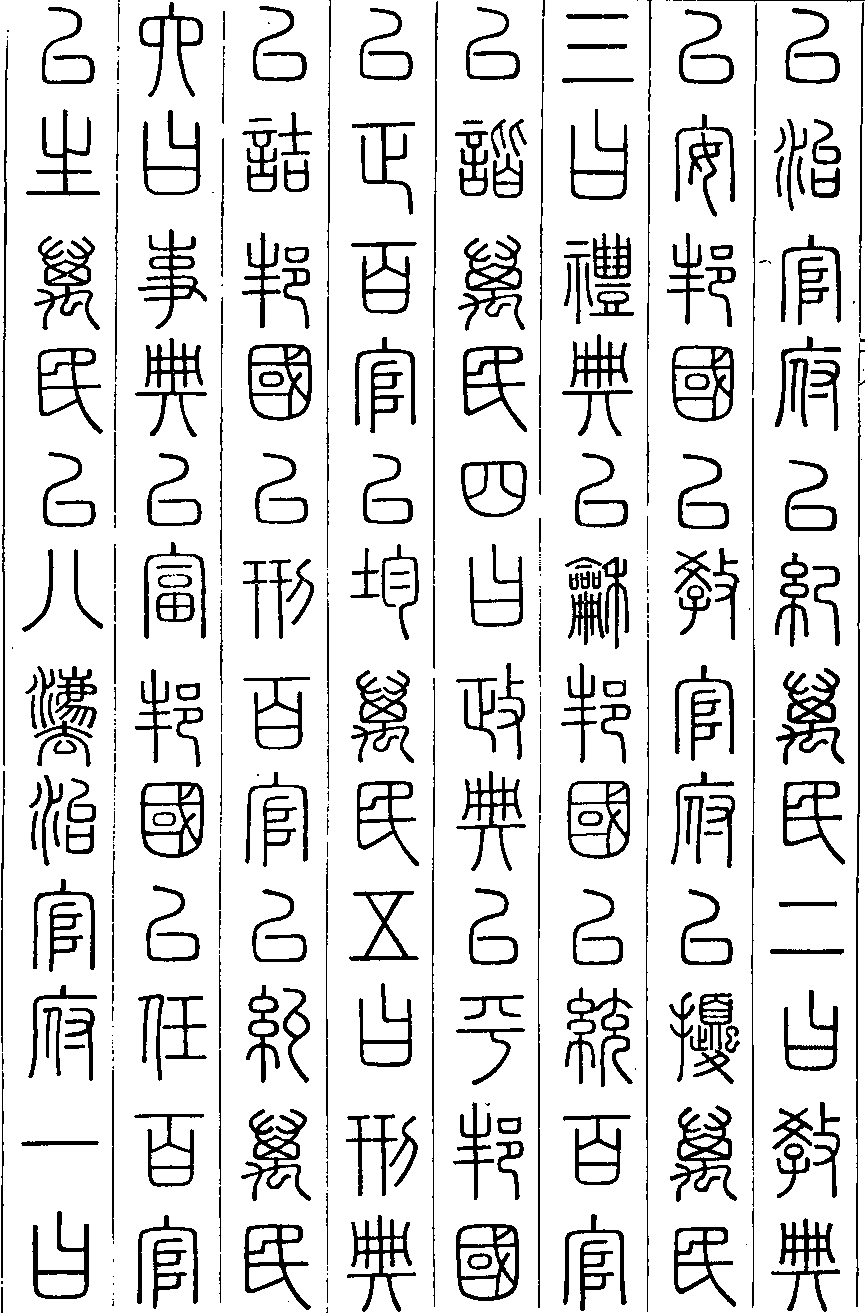 以治官府以紀萬民二曰教典
以安邦國以教官府以擾萬民
三曰禮典以龢邦國以統百官
以諧萬民四曰政典以平邦國
以正百官以均萬民五曰刑典
以詰邦國以刑百官以糾萬民
六曰事典以富邦國以任百官
以生萬民以八灋治官府一曰